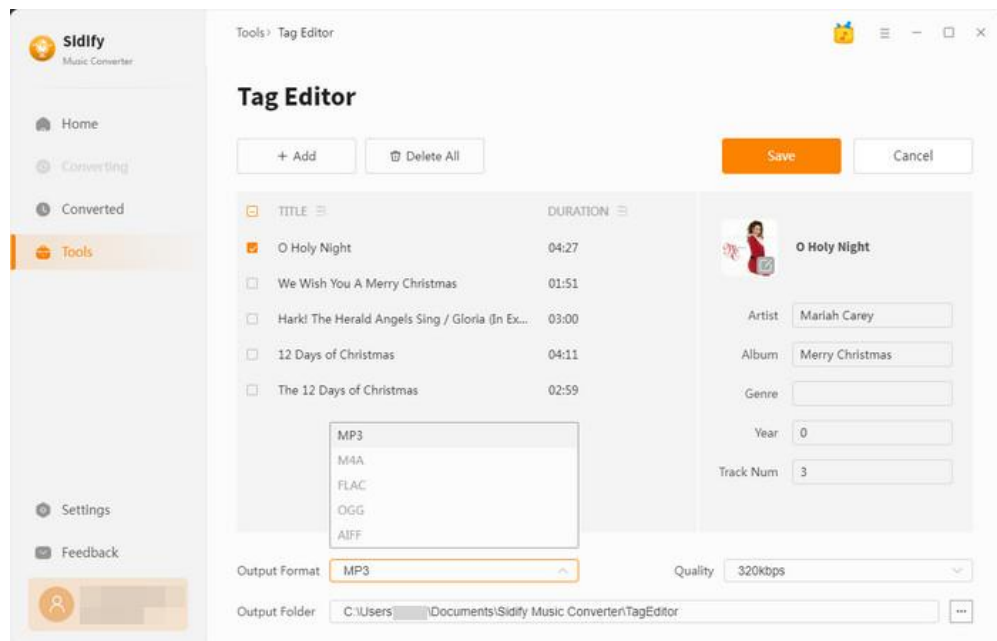 Sidify
Music Converter
Home
Converting
Converted
Tools
Settings
Feedback
Tools› Tag Editor
Tag Editor
+ Add
Delete All
Save
Cancel
TITLE DURATION
O Holy Night 04:27
We Wish You A Merry Christmas 01:51
Hark! The Herald Angels Sing / Gloria (In Ex... 03:00
12 Days of Christmas 04:11
The 12 Days of Christmas 02:59
O Holy Night
Artist Mariah Carey
Album Merry Christmas
Genre
Year 0
Track Num 3
MP3
M4A
FLAC
OGG
AIFF
Output Format MP3
Quality 320kbps
Output Folder C:\Users \Documents\Sidify Music Converter\TagEditor
...